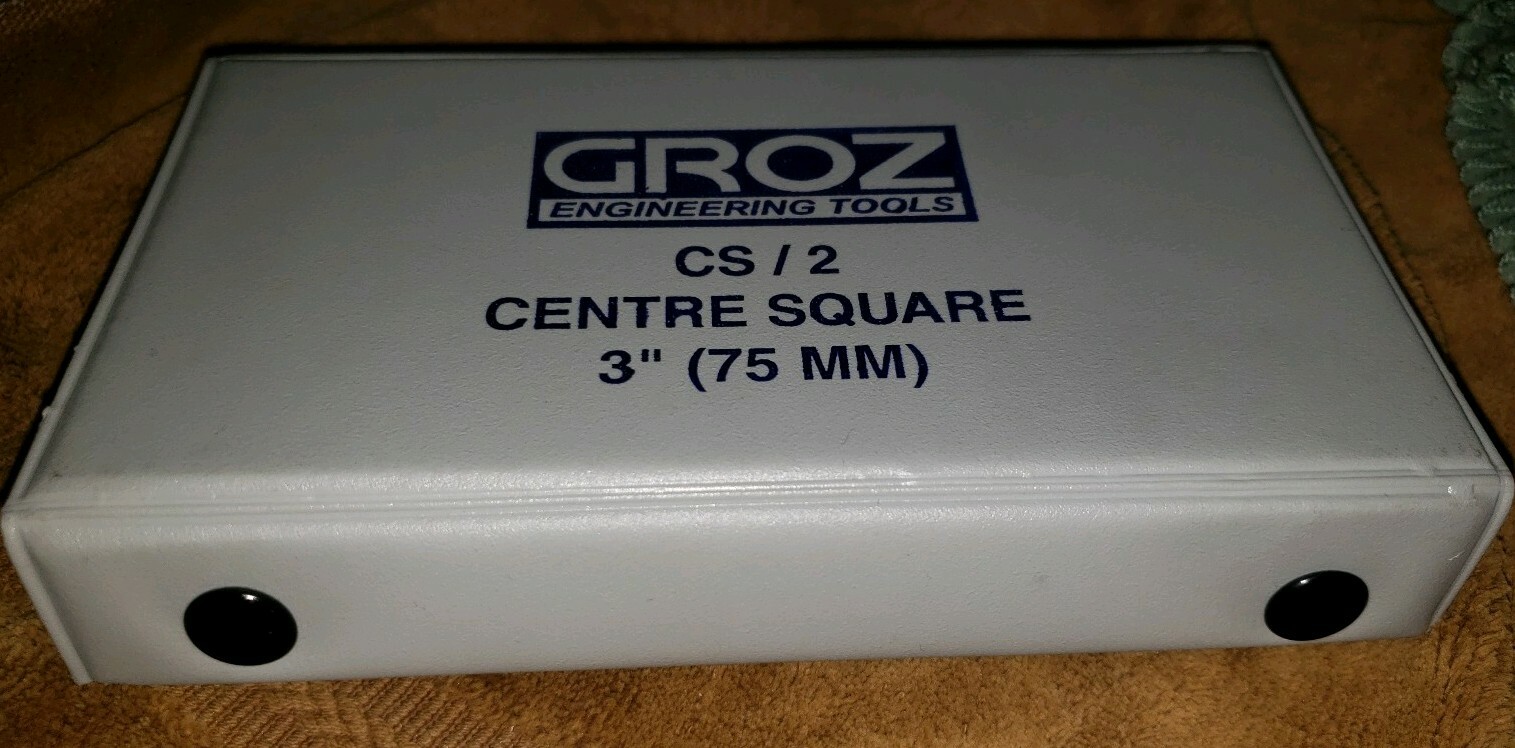 GROZ
ENGINEERING TOOLS
CS / 2
CENTRE SQUARE
3" (75 MM)